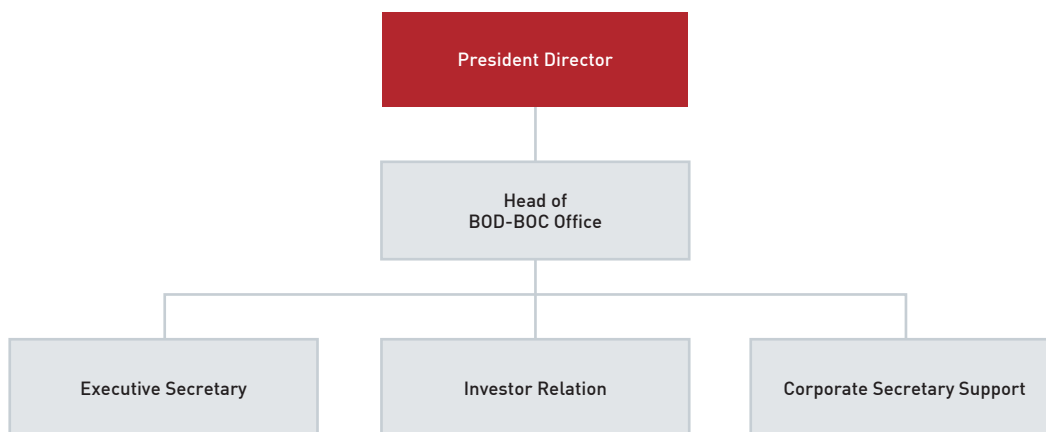 President Director
Head of
BOD-BOC Office
Executive Secretary
Investor Relation
Corporate Secretary Support